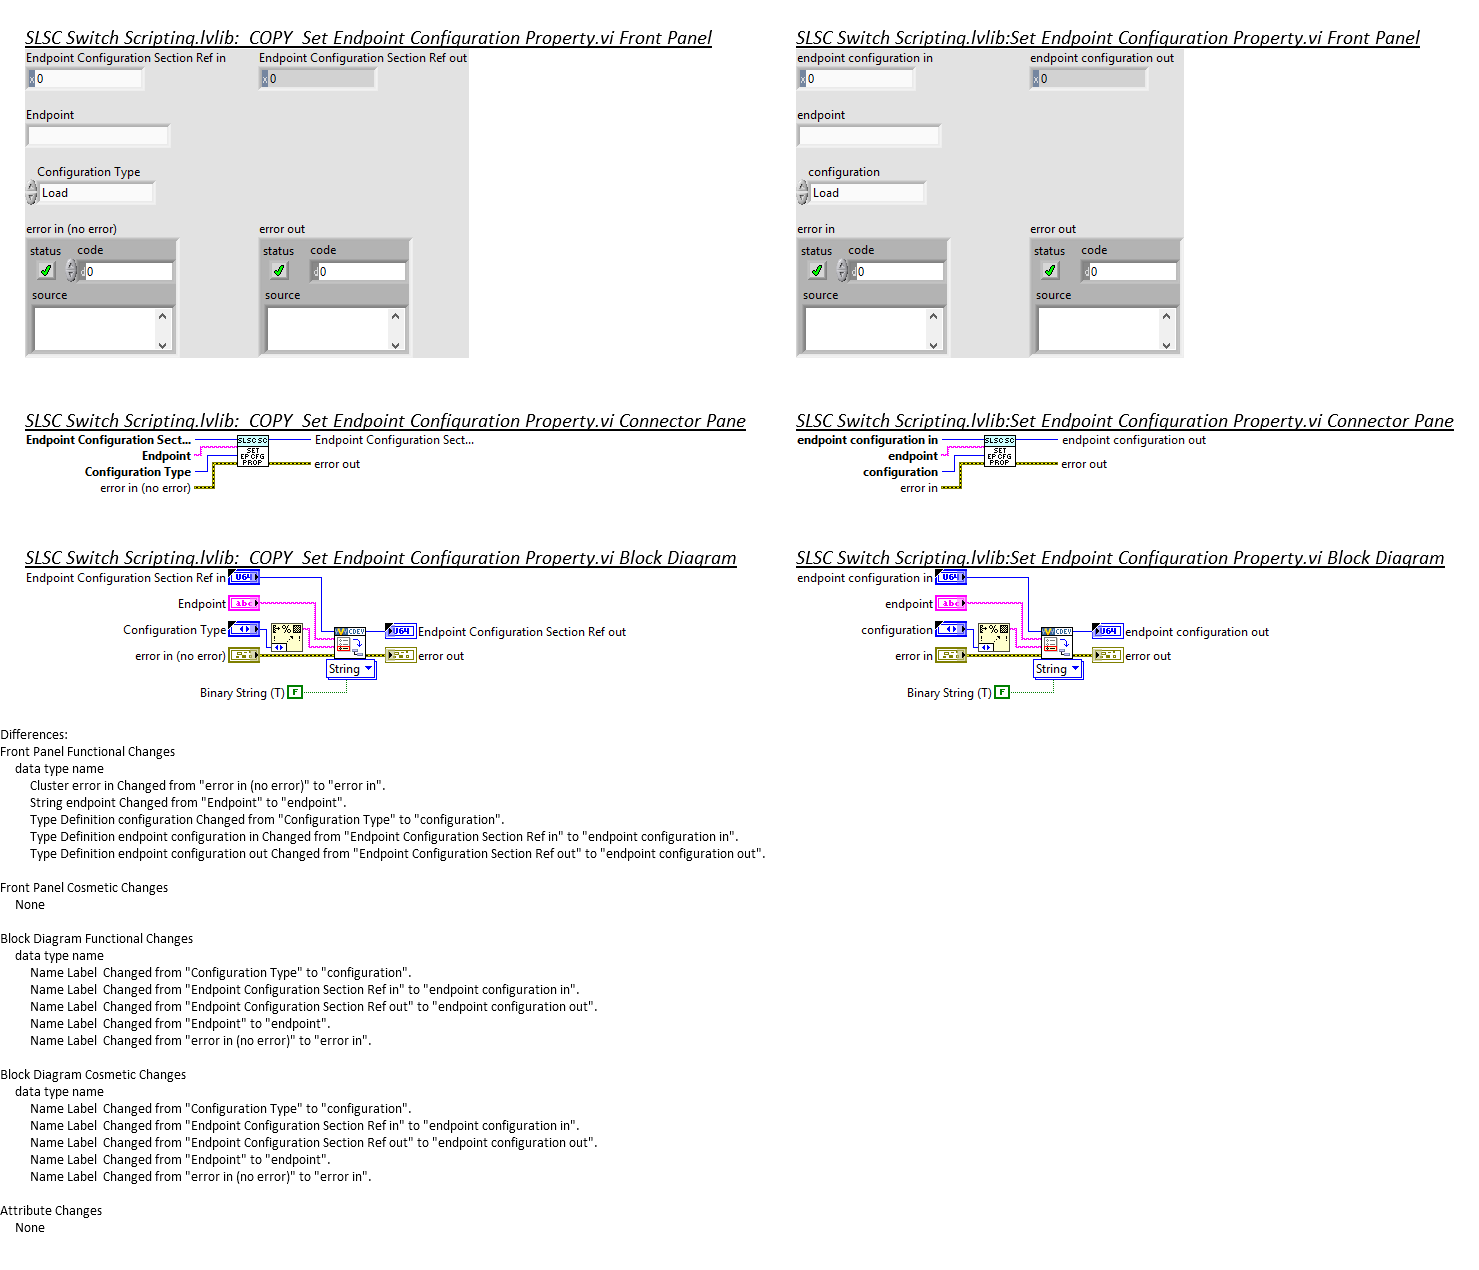 SLSC Switch Scripting.lvlib:_COPY_Set Endpoint Configuration Property.vi Front Panel
Endpoint Configuration Section Ref in
Endpoint Configuration Section Ref out
x 0
x 0
Endpoint
Configuration Type
Load
error in (no error)
error out
status
code
status
code
d 0
d 0
source
source
SLSC Switch Scripting.lvlib:Set Endpoint Configuration Property.vi Front Panel
endpoint configuration in
endpoint configuration out
x 0
x 0
endpoint
configuration
Load
error in
error out
status
code
status
code
d 0
d 0
source
source
SLSC Switch Scripting.lvlib:_COPY_Set Endpoint Configuration Property.vi Connector Pane
Endpoint Configuration Sect...
Endpoint
Configuration Type
error in (no error)
SLSC SC
SET
EP CFG
PROP
Endpoint Configuration Sect...
error out
SLSC Switch Scripting.lvlib:Set Endpoint Configuration Property.vi Connector Pane
endpoint configuration in
endpoint
configuration
error in
SLSC SC
SET
EP CFG
PROP
endpoint configuration out
error out
SLSC Switch Scripting.lvlib:_COPY_Set Endpoint Configuration Property.vi Block Diagram
Endpoint Configuration Section Ref in U64
Endpoint abc
Configuration Type
error in (no error)
%
CDEV
U64 Endpoint Configuration Section Ref out
error out
String
Binary String (T) F
SLSC Switch Scripting.lvlib:Set Endpoint Configuration Property.vi Block Diagram
endpoint configuration in U64
endpoint abc
configuration
error in
%
CDEV
U64 endpoint configuration out
error out
String
Binary String (T) F
Differences:
Front Panel Functional Changes
data type name
Cluster error in Changed from "error in (no error)" to "error in".
String endpoint Changed from "Endpoint" to "endpoint".
Type Definition configuration Changed from "Configuration Type" to "configuration".
Type Definition endpoint configuration in Changed from "Endpoint Configuration Section Ref in" to "endpoint configuration in".
Type Definition endpoint configuration out Changed from "Endpoint Configuration Section Ref out" to "endpoint configuration out".
Front Panel Cosmetic Changes
None
Block Diagram Functional Changes
data type name
Name Label  Changed from "Configuration Type" to "configuration".
Name Label  Changed from "Endpoint Configuration Section Ref in" to "endpoint configuration in".
Name Label  Changed from "Endpoint Configuration Section Ref out" to "endpoint configuration out".
Name Label  Changed from "Endpoint" to "endpoint".
Name Label  Changed from "error in (no error)" to "error in".
Block Diagram Cosmetic Changes
data type name
Name Label  Changed from "Configuration Type" to "configuration".
Name Label  Changed from "Endpoint Configuration Section Ref in" to "endpoint configuration in".
Name Label  Changed from "Endpoint Configuration Section Ref out" to "endpoint configuration out".
Name Label  Changed from "Endpoint" to "endpoint".
Name Label  Changed from "error in (no error)" to "error in".
Attribute Changes
None